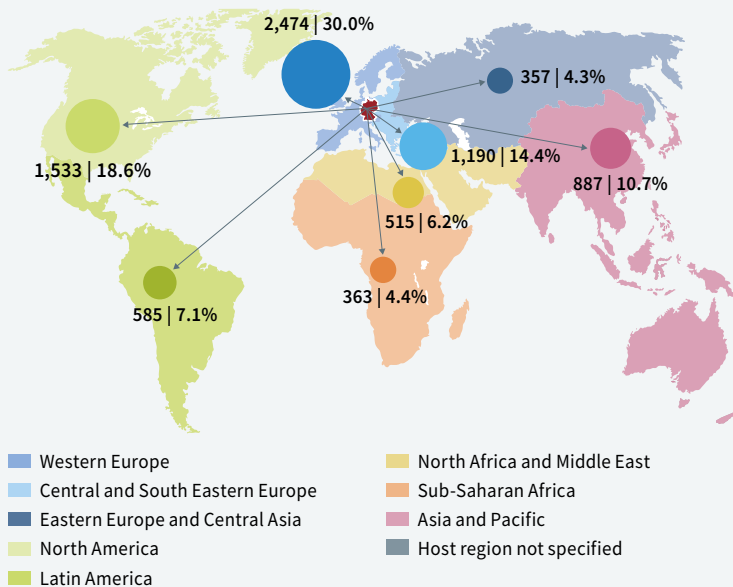 2,474 | 30.0%
357 | 4.3%
1,533 | 18.6%
1,190 | 14.4%
887 | 10.7%
515 | 6.2%
363 | 4.4%
585 | 7.1%
Western Europe
Central and South Eastern Europe
Eastern Europe and Central Asia
North America
Latin America
North Africa and Middle East
Sub-Saharan Africa
Asia and Pacific
Host region not specified